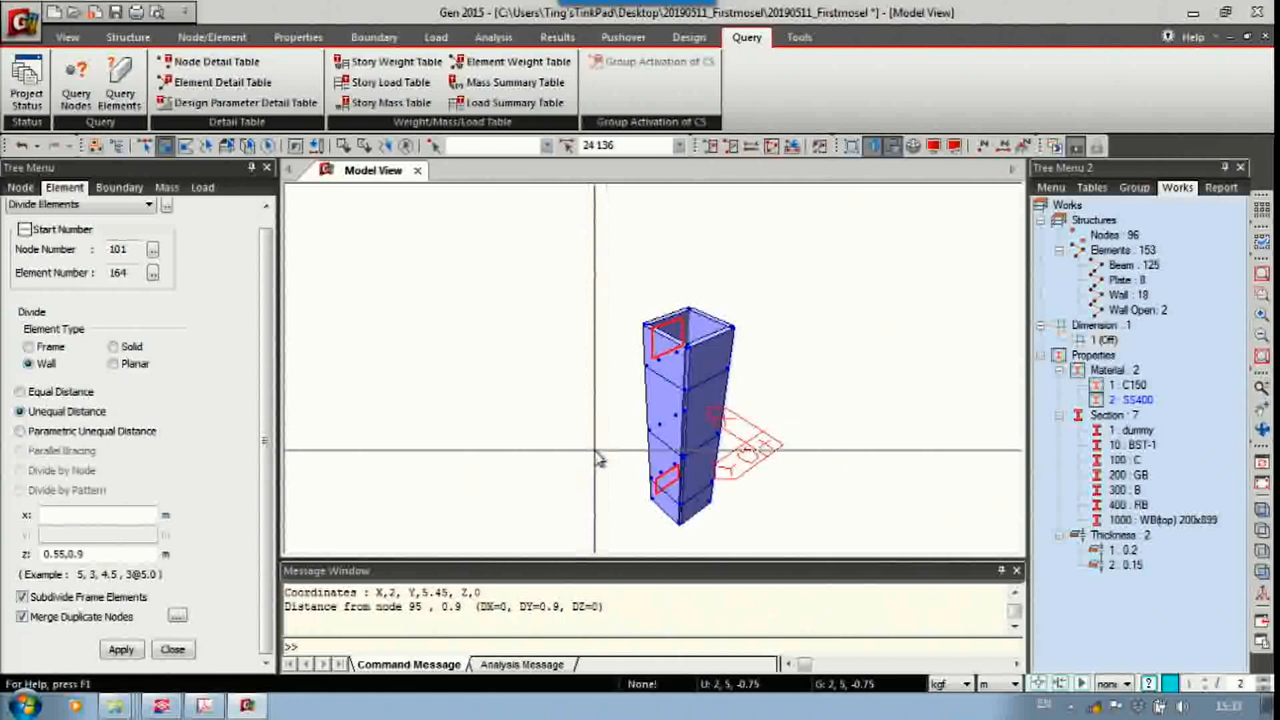 Gen 2015 - [C:\Users\Ting'sTinkPad\Desktop\20190511_Firstmosel\20190511_Firstmosel *] - [Model View]
View Structure Node/Element Properties Boundary Load Analysis Results Pushover Design Query Tools Help
Project Status
Query Nodes
Query Elements
Node Detail Table
Element Detail Table
Design Parameter Detail Table
Story Weight Table
Story Load Table
Story Mass Table
Element Weight Table
Mass Summary Table
Load Summary Table
Group Activation of CS
Status Query Detail Table Weight/Mass/Load Table Group Activation of CS
24 136
Tree Menu
Node Element Boundary Mass Load
Divide Elements
Start Number
Node Number : 101
Element Number : 164
Divide
Element Type
Frame Solid
Wall Planar
Equal Distance
Unequal Distance
Parametric Unequal Distance
Parallel Bracing
Divide by Node
Divide by Pattern
x: m
y: m
z: 0.55,0.9 m
( Example : 5, 3, 4.5 , 3@5.0 )
Subdivide Frame Elements
Merge Duplicate Nodes
Apply Close
Model View
Message Window
Coordinates : X,2, Y,5.45, Z,0
Distance from node 95 , 0.9 (DX=0, DY=0.9, DZ=0)
>>
Command Message Analysis Message
Tree Menu 2
Menu Tables Group Works Report
Works
Structures
Nodes : 96
Elements : 153
Beam : 125
Plate : 8
Wall : 18
Wall Open: 2
Dimension :1
1 (Off)
Properties
Material : 2
1 : C150
2 : SS400
Section : 7
1 : dummy
10 : BST-1
100 : C
200 : GB
300 : B
400 : RB
1000 : WB(top) 200x899
Thickness : 2
1 : 0.2
2 : 0.15
For Help, press F1 None! U: 2, 5, -0.75 G: 2, 5, -0.75 kgf m none ? / 2
EN 15:33